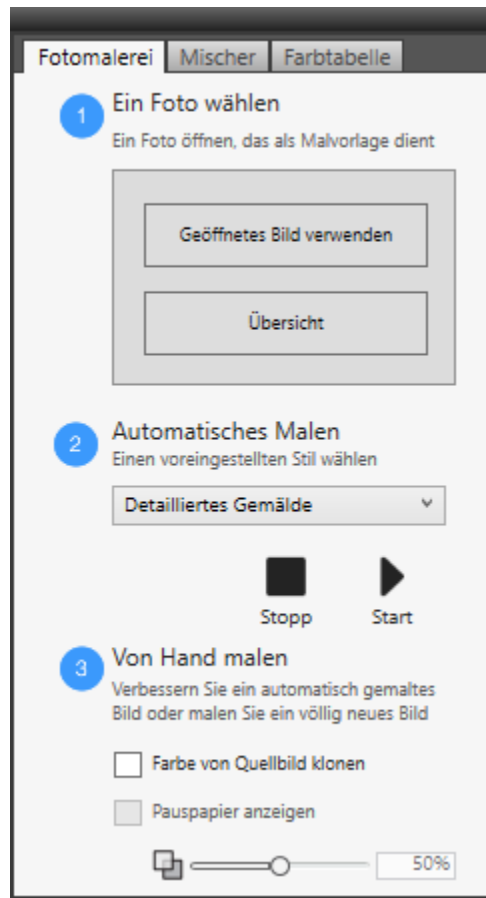 Fotomalerei Mischer Farbtabelle
1 Ein Foto wählen
Ein Foto öffnen, das als Malvorlage dient
Geöffnetes Bild verwenden
Übersicht
2 Automatisches Malen
Einen voreingestellten Stil wählen
Detailliertes Gemälde
Stopp Start
3 Von Hand malen
Verbessern Sie ein automatisch gemaltes
Bild oder malen Sie ein völlig neues Bild
Farbe von Quellbild klonen
Pauspapier anzeigen
50%